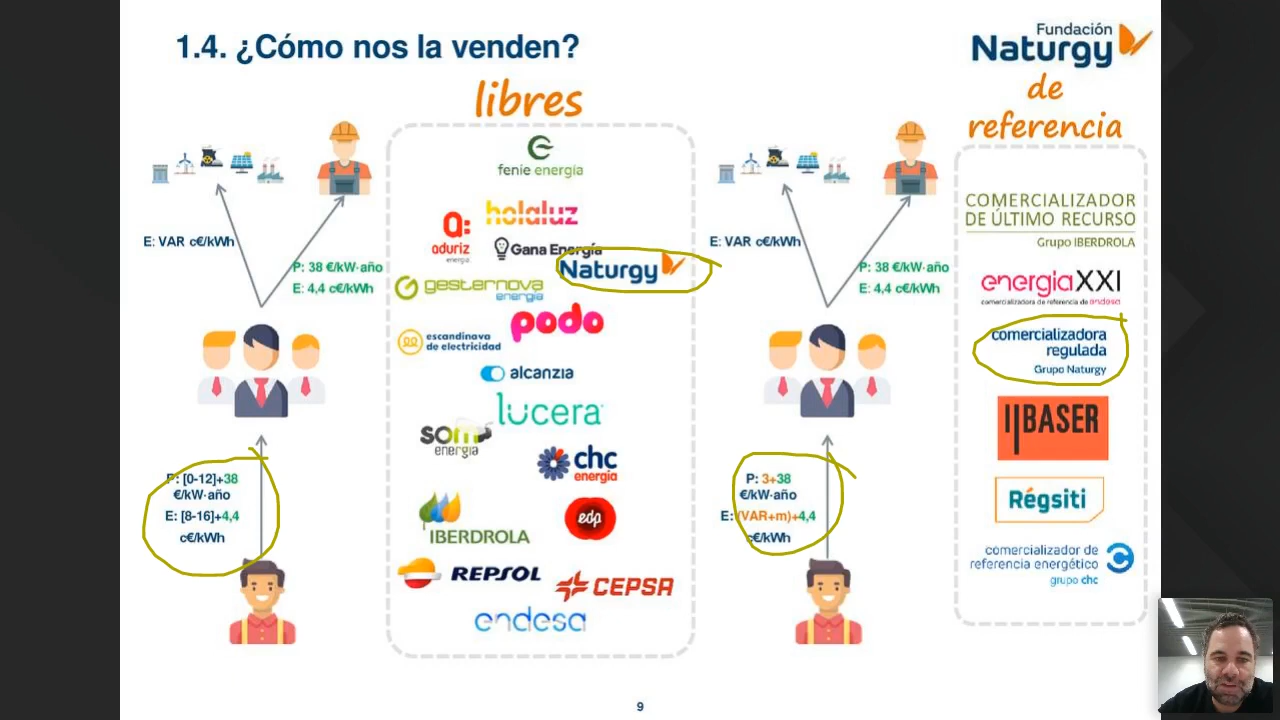 1.4. ¿Cómo nos la venden?
Fundación
Naturgy
libres
de
referencia
E: VAR c€/kWh
P: 38 €/kW·año
E: 4,4 c€/kWh
P: [0-12]+38
€/kW·año
E: [8-16]+4,4
c€/kWh
fenie energía
holaluz
a:
aduriz
energía
Gana Energía
Naturgy
gesternova
energía
podo
escandinava
de electricidad
alcanzia
lucera
som
energia
chc
energía
IBERDROLA
edp
REPSOL
CEPSA
endesa
E: VAR c€/kWh
P: 38 €/kW·año
E: 4,4 c€/kWh
P: 3+38
€/kW·año
E: (VAR+m)+4,4
c€/kWh
COMERCIALIZADOR
DE ÚLTIMO RECURSO
Grupo IBERDROLA
energíaXXI
comercializadora de referencia de endesa
comercializadora
regulada
Grupo Naturgy
BASER
Régsiti
comercializador de
referencia energético
grupo chc
9